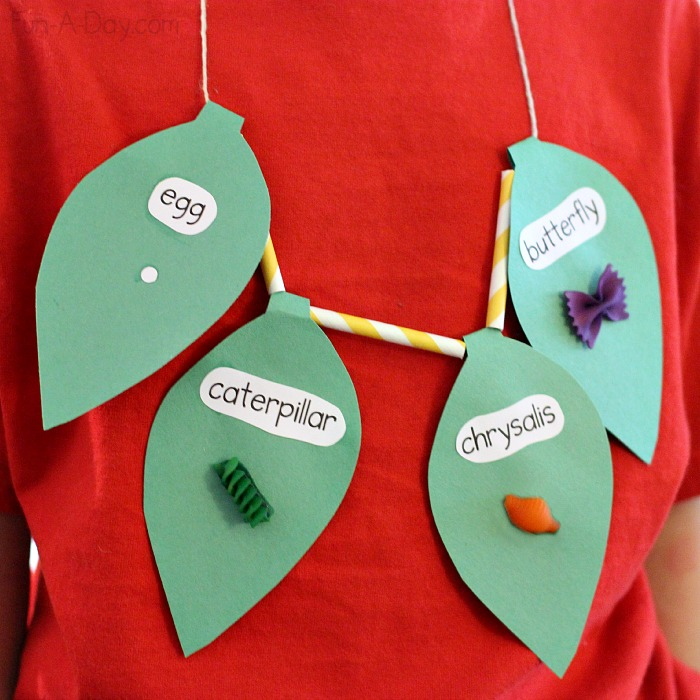 Fun-A-Day.com
egg
butterfly
caterpillar
chrysalis